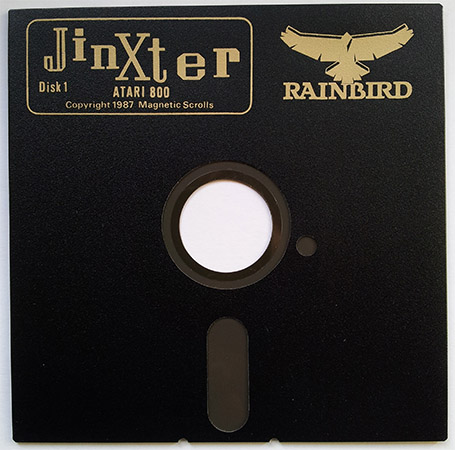 JinXter
Disk 1
ATARI 800
Copyright 1987 Magnetic Scrolls
RAINBIRD